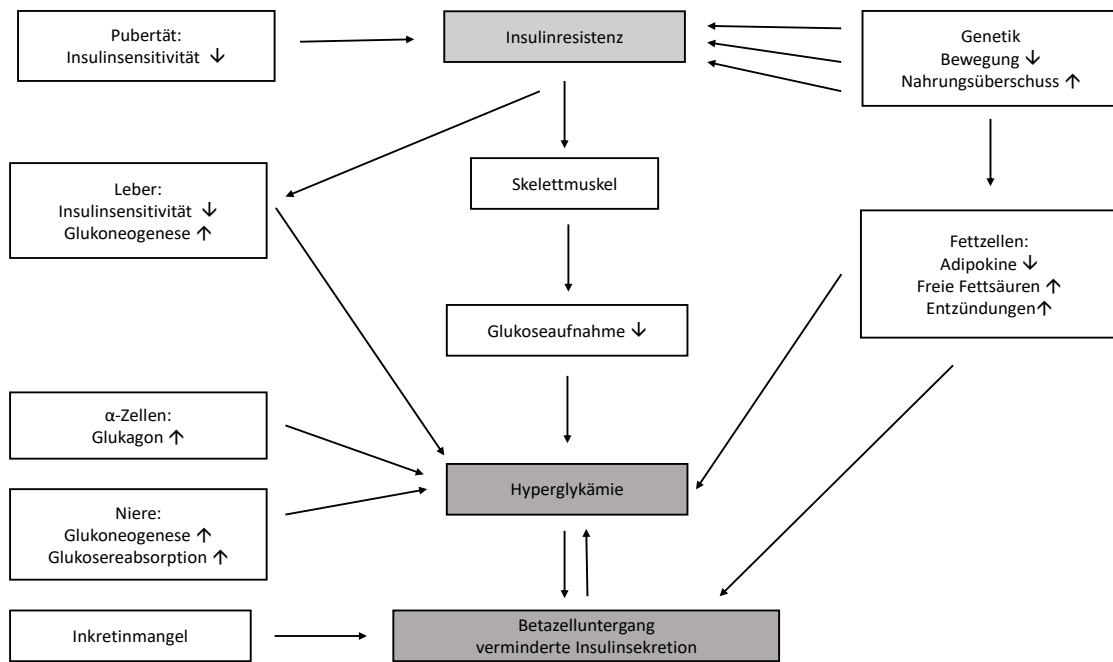 Pubertät:
Insulinsensitivität ↓
Insulinresistenz
Genetik
Bewegung ↓
Nahrungsüberschuss ↑
Leber:
Insulinsensitivität ↓
Glukoneogenese ↑
Skelettmuskel
Fettzellen:
Adipokine ↓
Freie Fettsäuren ↑
Entzündungen↑
Glukoseaufnahme ↓
α-Zellen:
Glukagon ↑
Hyperglykämie
Niere:
Glukoneogenese ↑
Glukosereabsorption ↑
Inkretinmangel
Betazelluntergang
verminderte Insulinsekretion